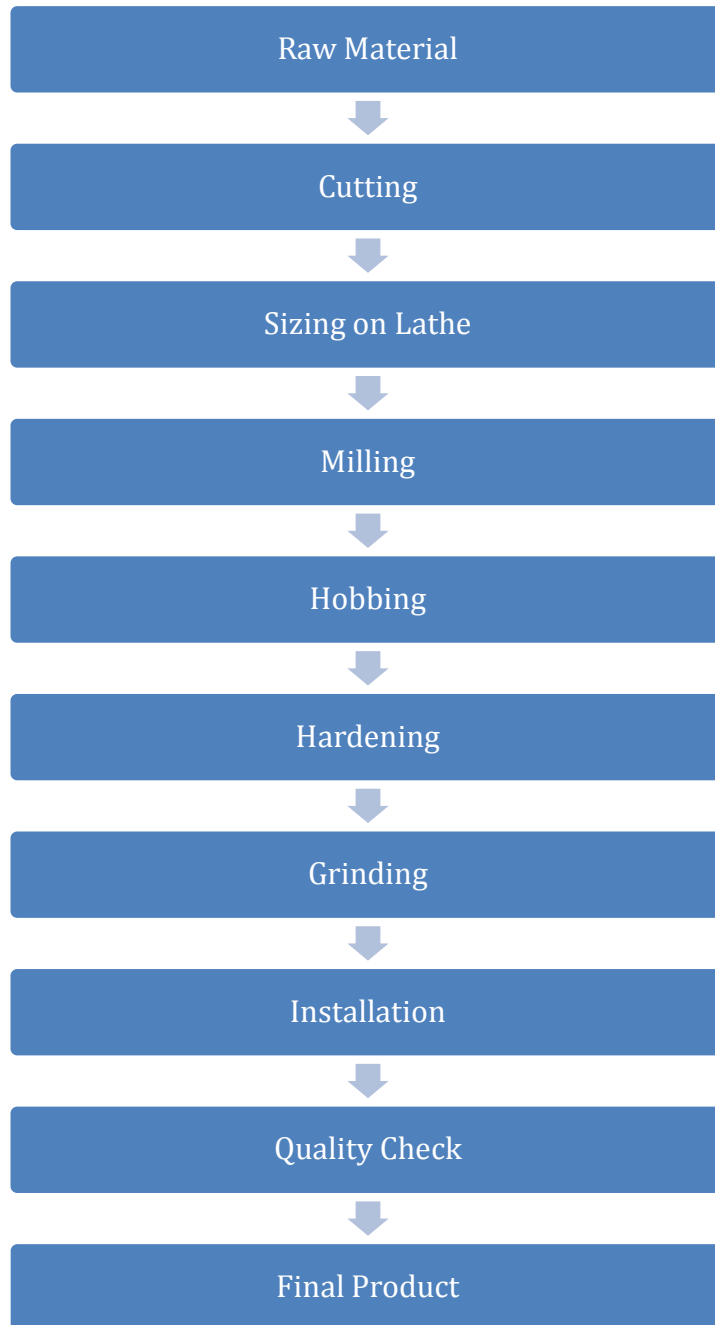 Raw Material
Cutting
Sizing on Lathe
Milling
Hobbing
Hardening
Grinding
Installation
Quality Check
Final Product